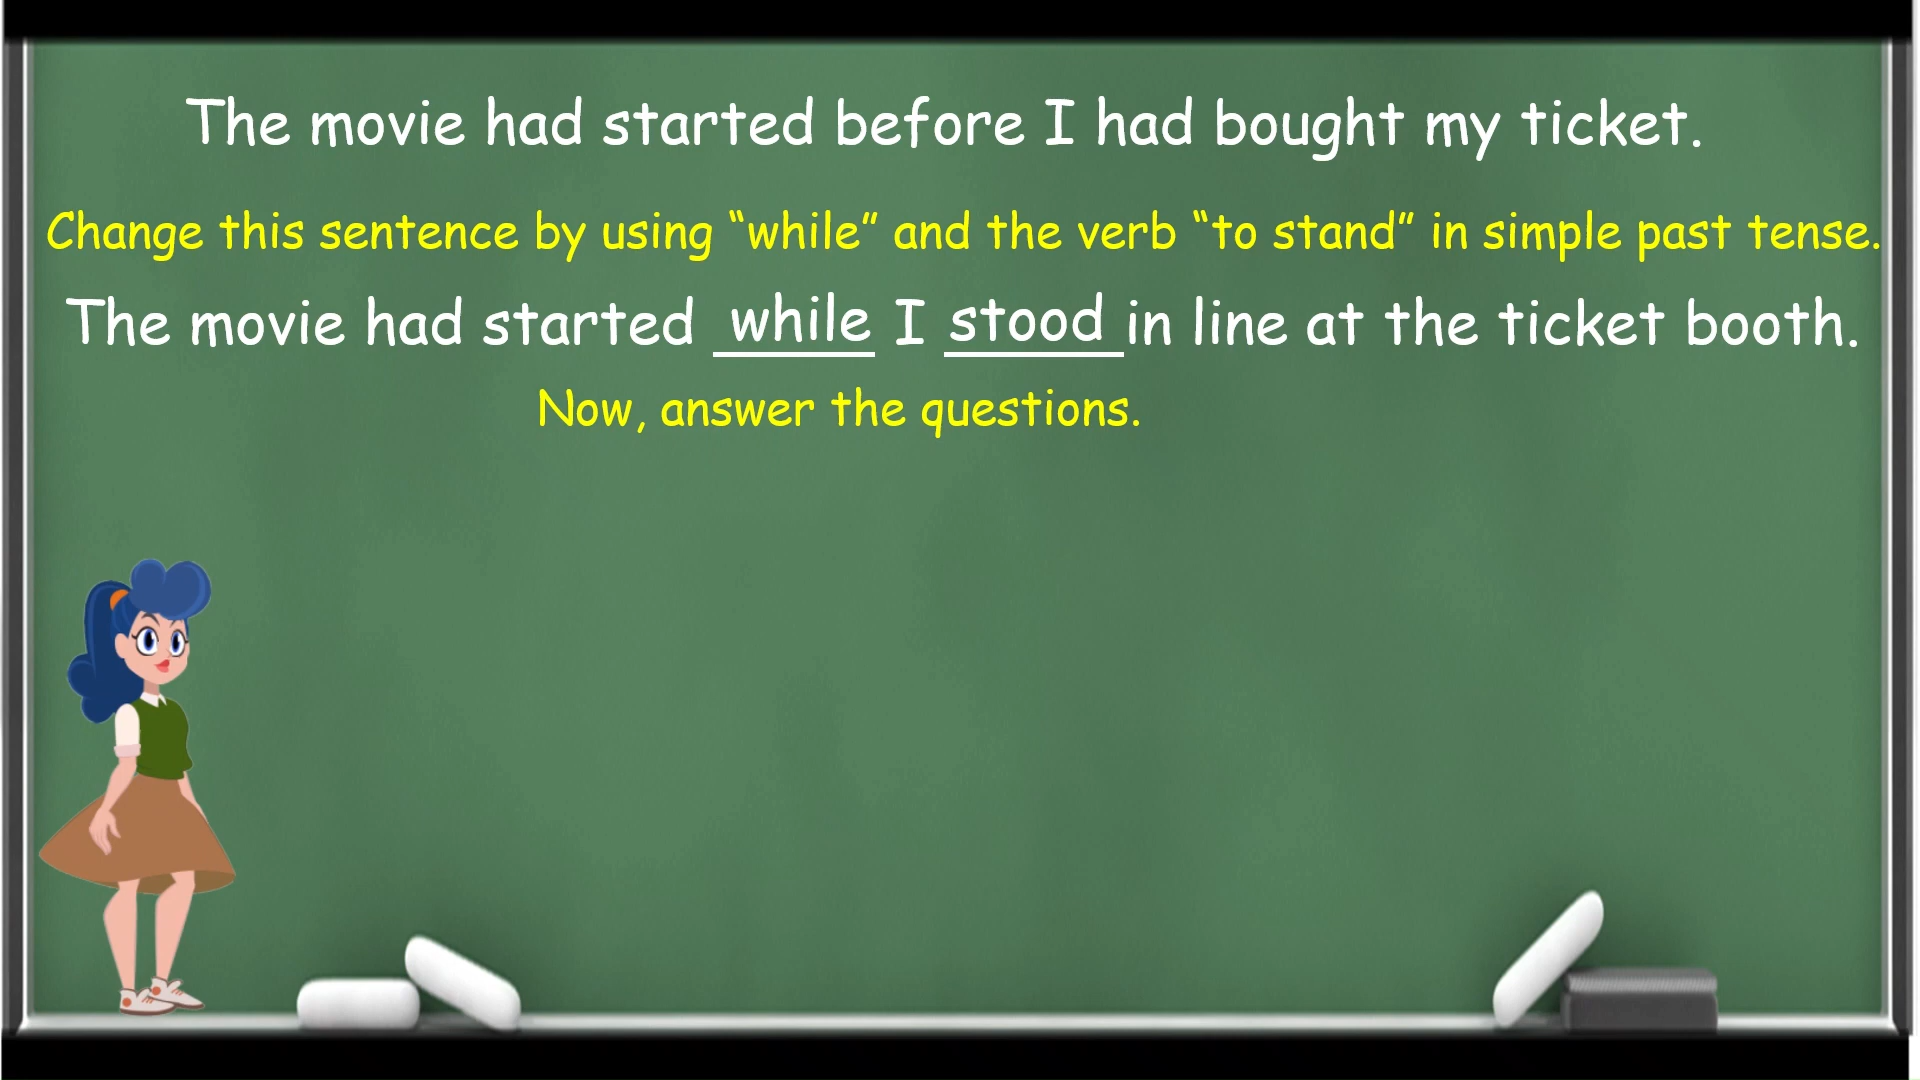 The movie had started before I had bought my ticket.
Change this sentence by using “while” and the verb “to stand” in simple past tense.
The movie had started while I stood in line at the ticket booth.
Now, answer the questions.